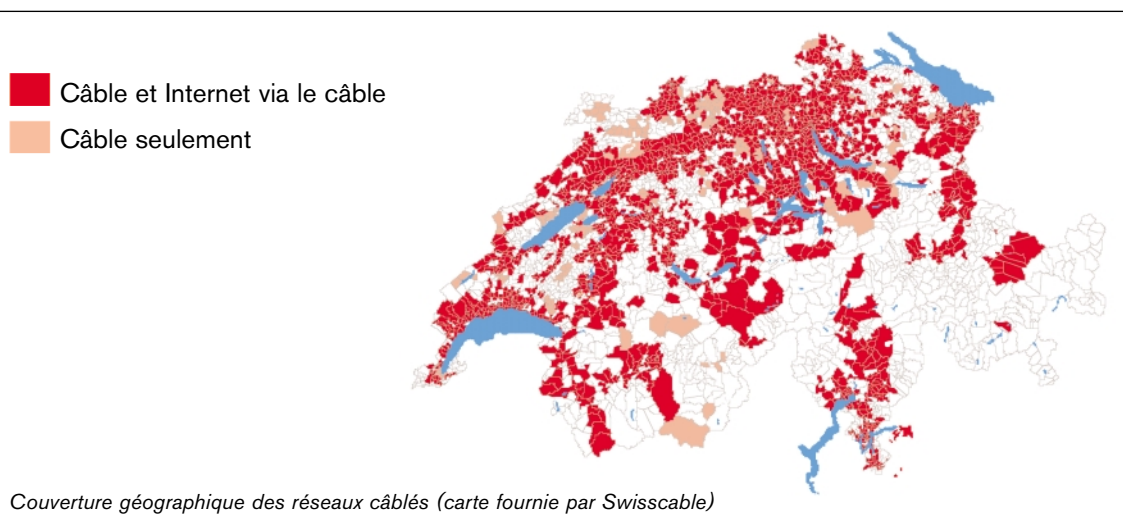 Câble et Internet via le câble
Câble seulement
Couverture géographique des réseaux câblés (carte fournie par Swisscable)